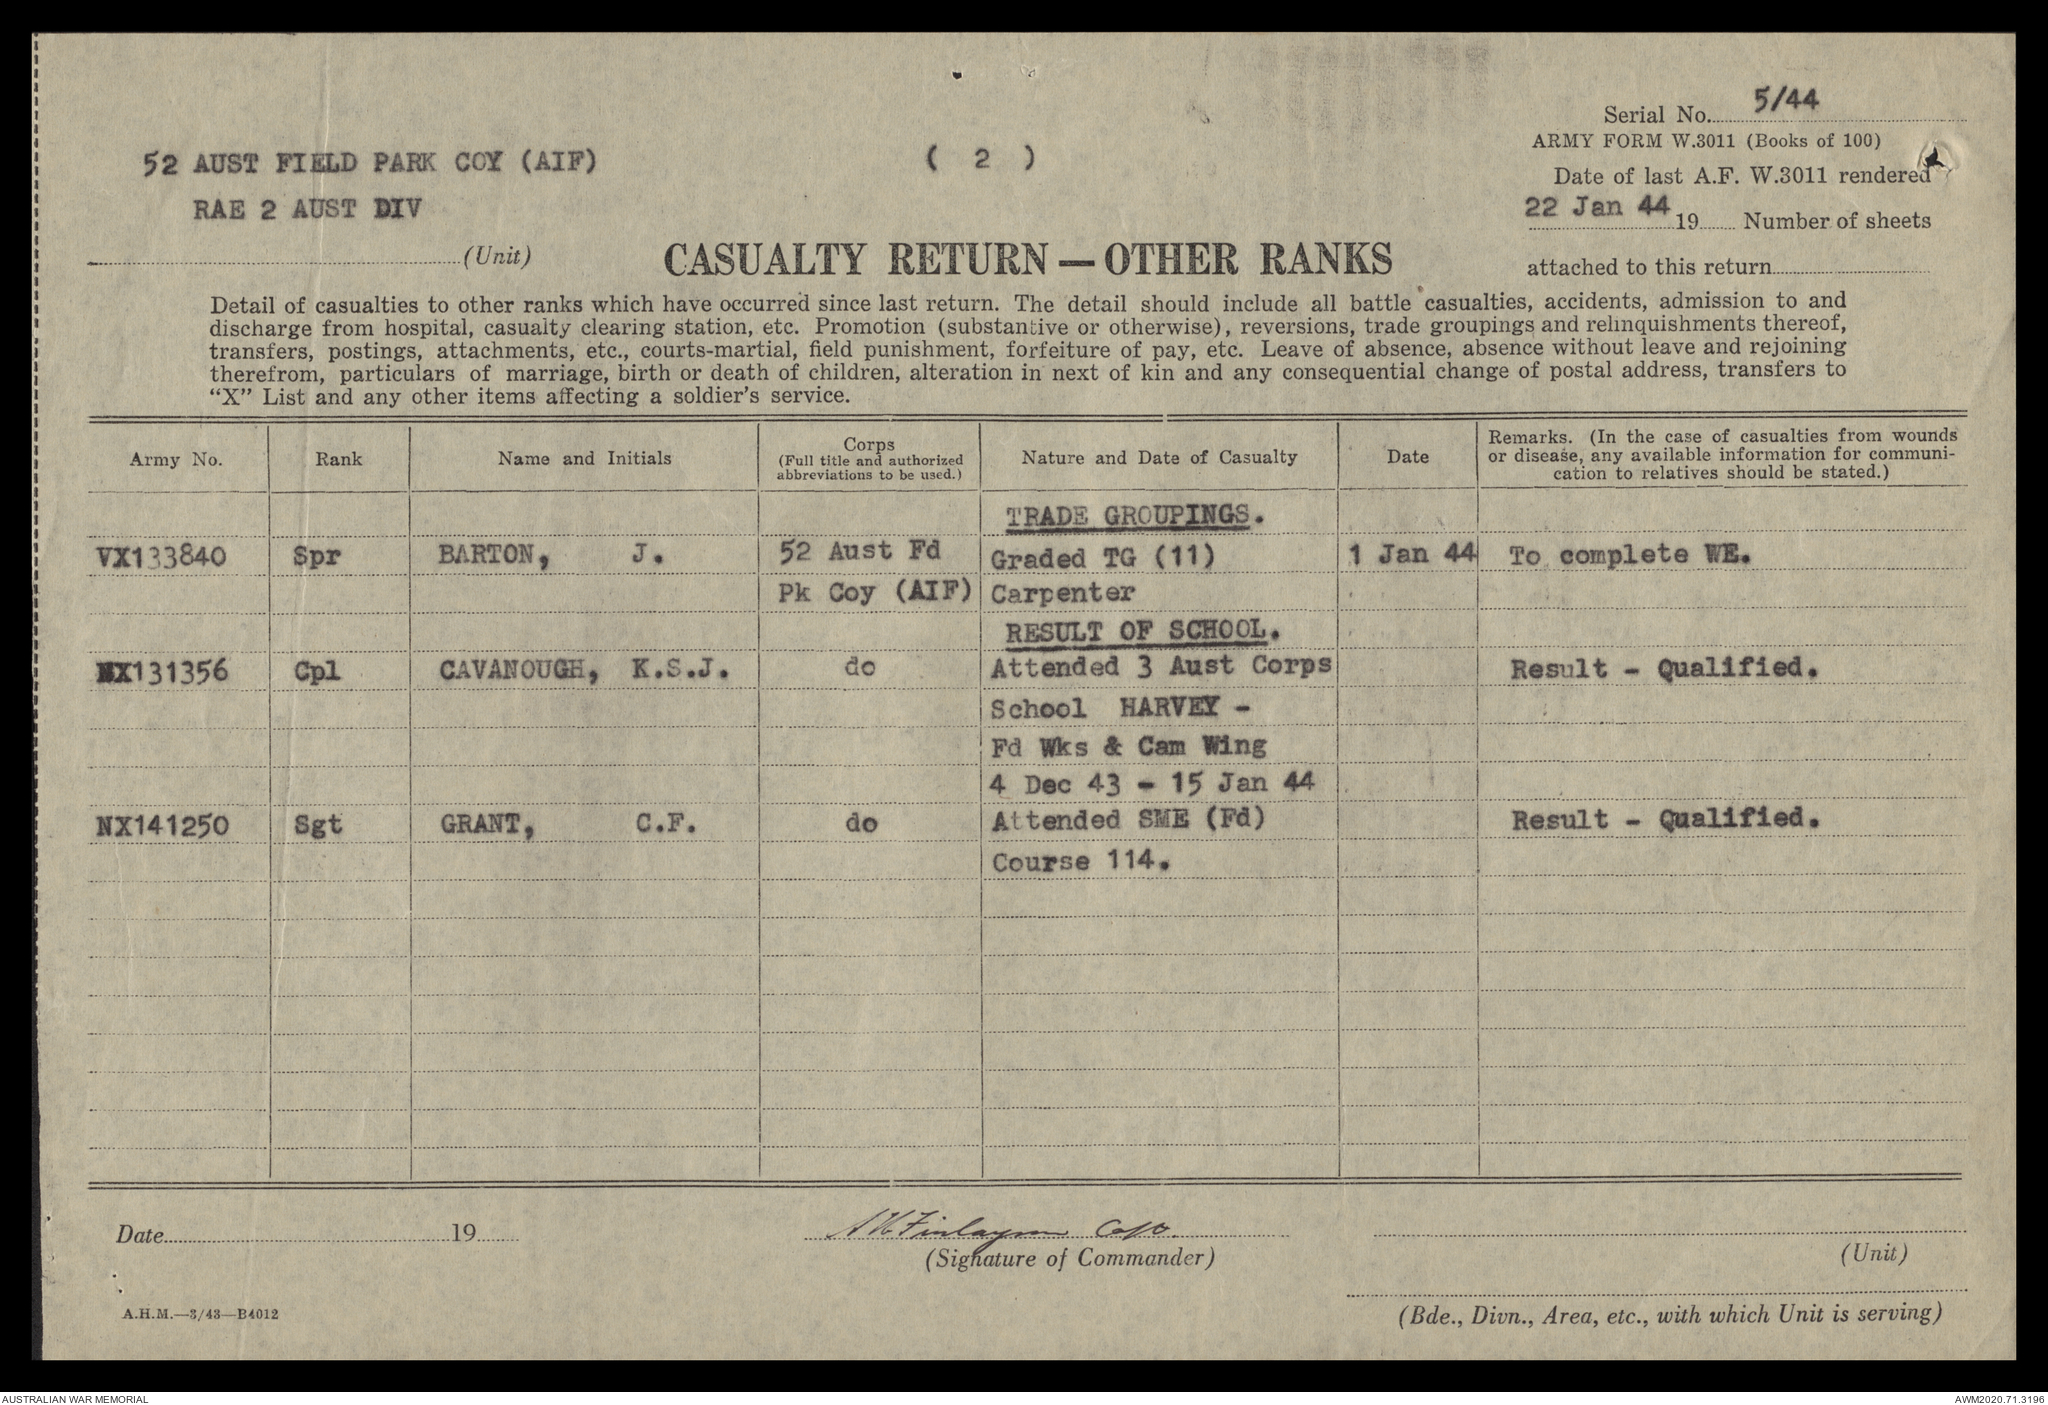 5/44
Serial No.
ARMY FORM W.3011 (Books of 100)
52 AUST FIELD PARK COY (AIF) ( 2 )
Date of last A.F. W.3011 rendered
RAE 2 AUST DIV
22 Jan 44 19 Number of sheets
(Unit)
CASUALTY RETURN — OTHER RANKS
attached to this return
Detail of casualties to other ranks which have occurred since last return. The detail should include all battle casualties, accidents, admission to and
discharge from hospital, casualty clearing station, etc. Promotion (substantive or otherwise), reversions, trade groupings and relinquishments thereof,
transfers, postings, attachments, etc., courts-martial, field punishment, forfeiture of pay, etc. Leave of absence, absence without leave and rejoining
therefrom, particulars of marriage, birth or death of children, alteration in next of kin and any consequential change of postal address, transfers to
“X” List and any other items affecting a soldier's service.
Army No. Rank Name and Initials Corps (Full title and authorized abbreviations to be used.) Nature and Date of Casualty Date Remarks. (In the case of casualties from wounds
or disease, any available information for communi-
cation to relatives should be stated.)
TRADE GROUPINGS.
VX133840 Spr BARTON, J. 52 Aust Fd Graded TG (11) 1 Jan 44 To complete WE.
Pk Coy (AIF) Carpenter
RESULT OF SCHOOL.
NX131356 Cpl CAVANOUGH, K.S.J. do Attended 3 Aust Corps Result - Qualified.
School HARVEY -
Fd Wks & Cam Wing
4 Dec 43 - 15 Jan 44
NX141250 Sgt GRANT, C.F. do Attended SME (Fd) Result - Qualified.
Course 114.
Date 19
(Signature of Commander)
(Unit)
A.H.M.—3/43—B4012
(Bde., Divn., Area, etc., with which Unit is serving)
AUSTRALIAN WAR MEMORIAL
AWM2020.71.3196